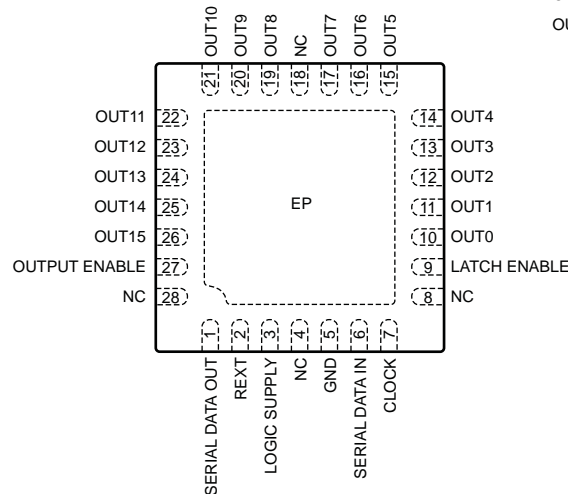 OUT10
OUT9
OUT8
NC
OUT7
OUT6
OUT5
21
20
19
18
17
16
15
OUT11 22
OUT12 23
OUT13 24
OUT14 25
OUT15 26
OUTPUT ENABLE 27
NC 28
EP
14 OUT4
13 OUT3
12 OUT2
11 OUT1
10 OUT0
9 LATCH ENABLE
8 NC
1
2
3
4
5
6
7
SERIAL DATA OUT
REXT
LOGIC SUPPLY
NC
GND
SERIAL DATA IN
CLOCK